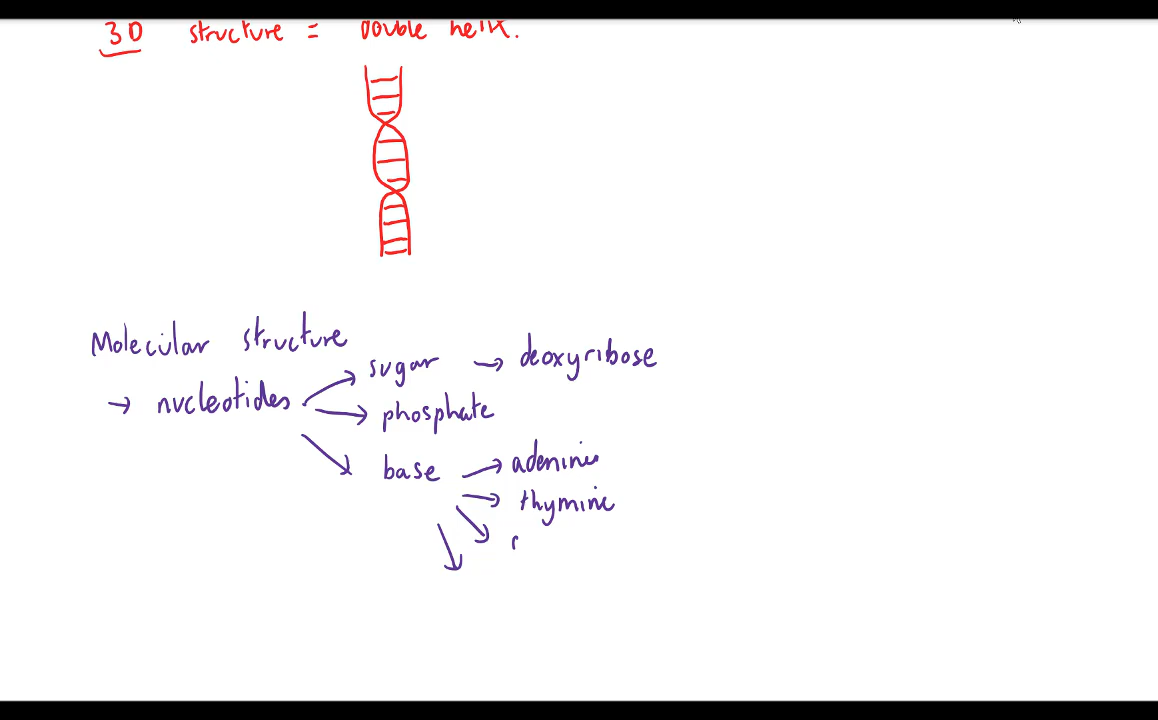 3D structure = Double helix.
Molecular structure
→ nucleotides
sugar → deoxyribose
phosphate
base → adenine
thymine